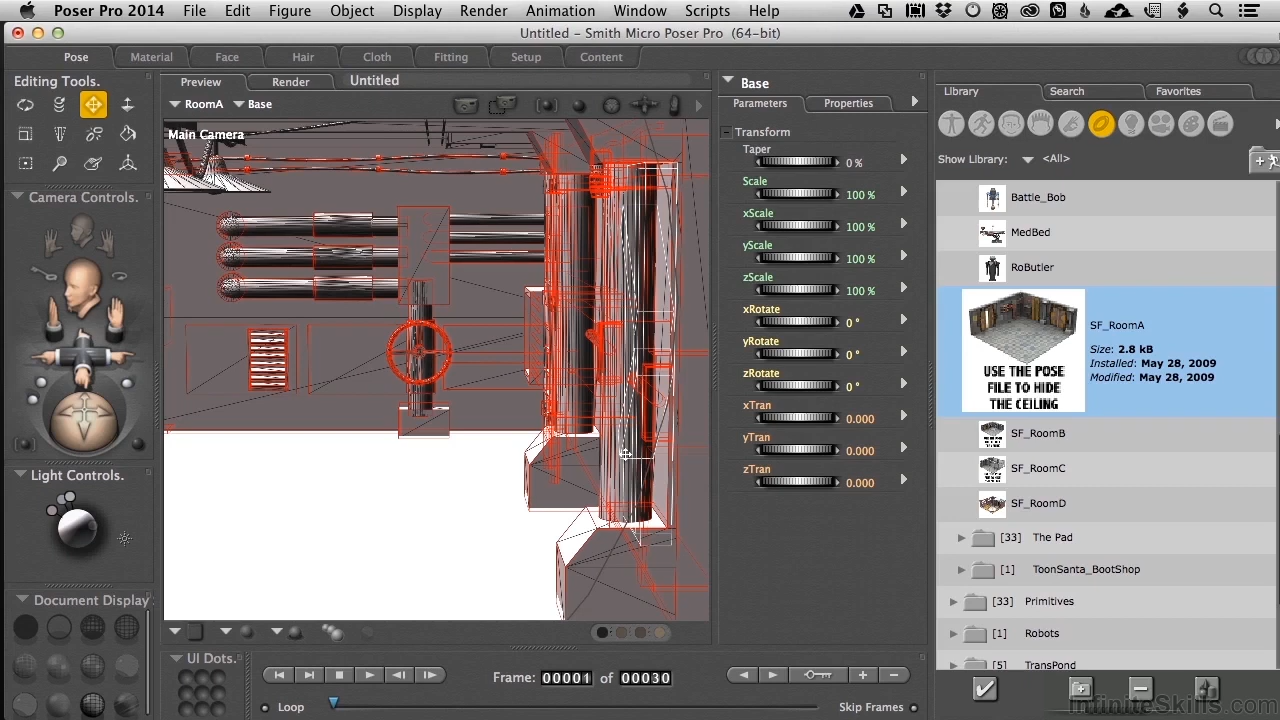 Poser Pro 2014 File Edit Figure Object Display Render Animation Window Scripts Help
Untitled - Smith Micro Poser Pro (64-bit)
Pose Material Face Hair Cloth Fitting Setup Content
Editing Tools.
Preview Render Untitled
RoomA Base
Main Camera
Camera Controls.
Light Controls.
Document Display
UI Dots.
Frame: 00001 of 00030
Loop
Skip Frames
Base
Parameters Properties
Transform
Taper
0 %
Scale
100 %
xScale
100 %
yScale
100 %
zScale
100 %
xRotate
0 °
yRotate
0 °
zRotate
0 °
xTran
0.000
yTran
0.000
zTran
0.000
Library Search Favorites
Show Library: <All>
Battle_Bob
MedBed
RoButler
SF_RoomA
Size: 2.8 kB
Installed: May 28, 2009
Modified: May 28, 2009
USE THE POSE
FILE TO HIDE
THE CEILING
SF_RoomB
SF_RoomC
SF_RoomD
[33] The Pad
[1] ToonSanta_BootShop
[33] Primitives
[1] Robots
[5] TransPond
InfiniteSkills.com